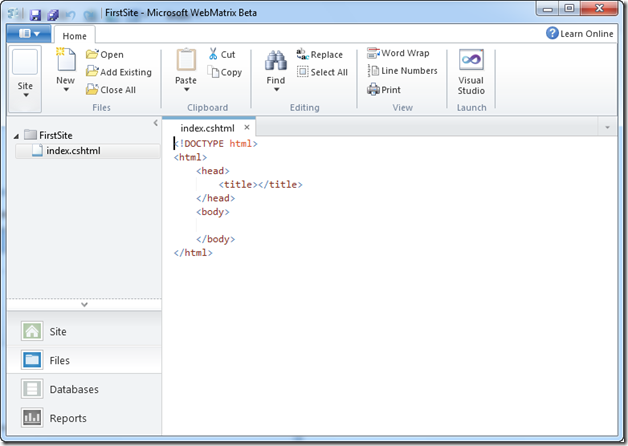 FirstSite - Microsoft WebMatrix Beta
Home
Learn Online
Site
New
Open
Add Existing
Close All
Files
Paste
Cut
Copy
Clipboard
Find
Replace
Select All
Editing
Word Wrap
Line Numbers
Print
View
Visual
Studio
Launch
FirstSite
index.cshtml
index.cshtml
<!DOCTYPE html>
<html>
<head>
<title></title>
</head>
<body>
</body>
</html>
Site
Files
Databases
Reports